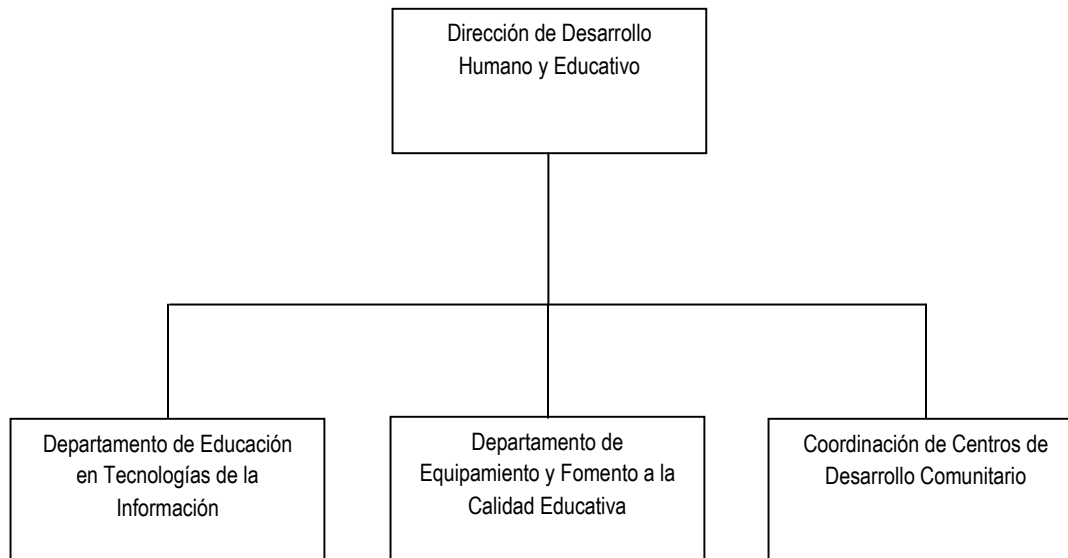 Dirección de Desarrollo
Humano y Educativo
Departamento de Educación
en Tecnologías de la
Información
Departamento de
Equipamiento y Fomento a la
Calidad Educativa
Coordinación de Centros de
Desarrollo Comunitario